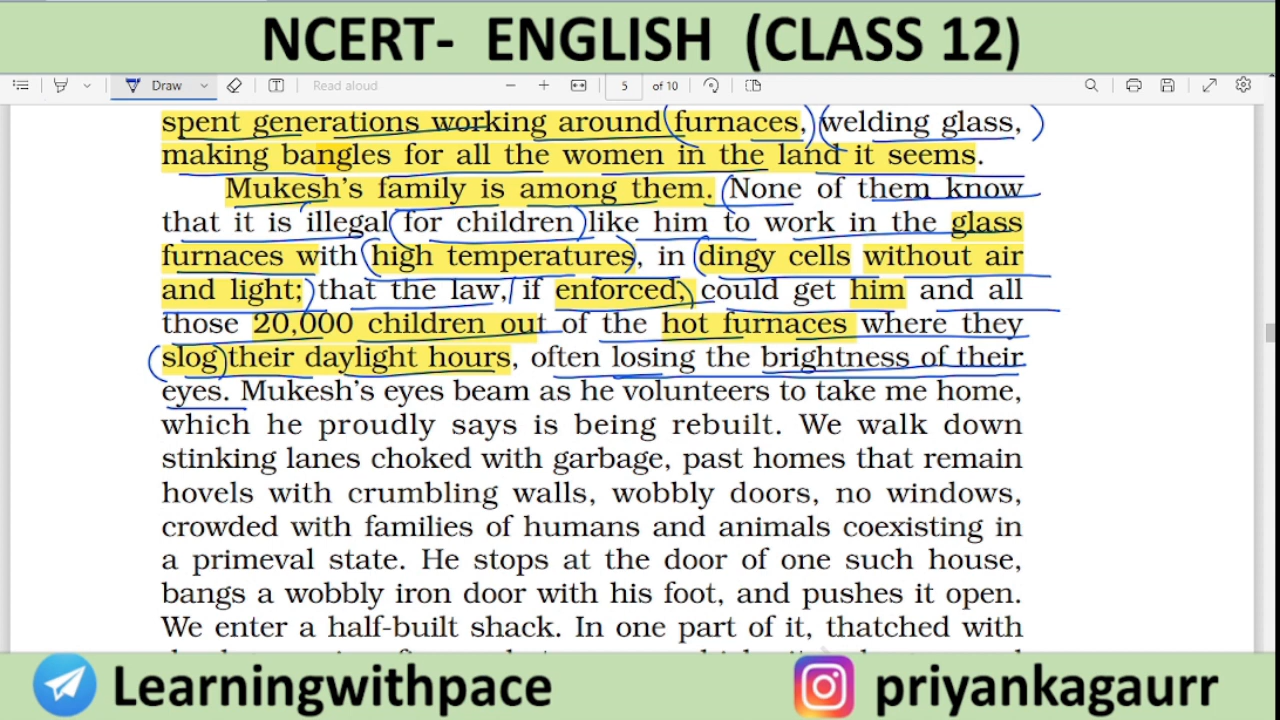 NCERT- ENGLISH (CLASS 12)
Draw
Read aloud
5
of 10
spent generations working around furnaces, welding glass,
making bangles for all the women in the land it seems.
Mukesh's family is among them. None of them know
that it is illegal for children like him to work in the glass
furnaces with high temperatures, in dingy cells without air
and light; that the law, if enforced, could get him and all
those 20,000 children out of the hot furnaces where they
slog their daylight hours, often losing the brightness of their
eyes. Mukesh's eyes beam as he volunteers to take me home,
which he proudly says is being rebuilt. We walk down
stinking lanes choked with garbage, past homes that remain
hovels with crumbling walls, wobbly doors, no windows,
crowded with families of humans and animals coexisting in
a primeval state. He stops at the door of one such house,
bangs a wobbly iron door with his foot, and pushes it open.
We enter a half-built shack. In one part of it, thatched with
Learningwithpace
priyankagaurr